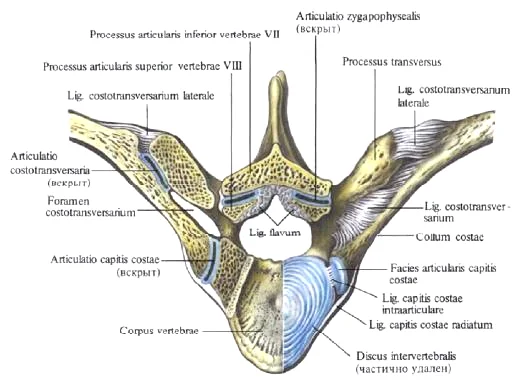 Articulatio zygapophysealis
(вскрыт)
Processus articularis inferior vertebrae VII
Processus articularis superior vertebrae VIII
Processus transversus
Lig. costotransversarium laterale
Lig. costotransversarium
laterale
Articulatio
costotransversaria
(вскрыт)
Foramen
costotransversarium
Lig. costotransver-
sarium
Lig. flavum
Collum costae
Articulatio capitis costae
(вскрыт)
Facies articularis capitis
costae
Lig. capitis costae
intraarticulare
Lig. capitis costae radiatum
Corpus vertebrae
Discus intervertebralis
(частично удален)